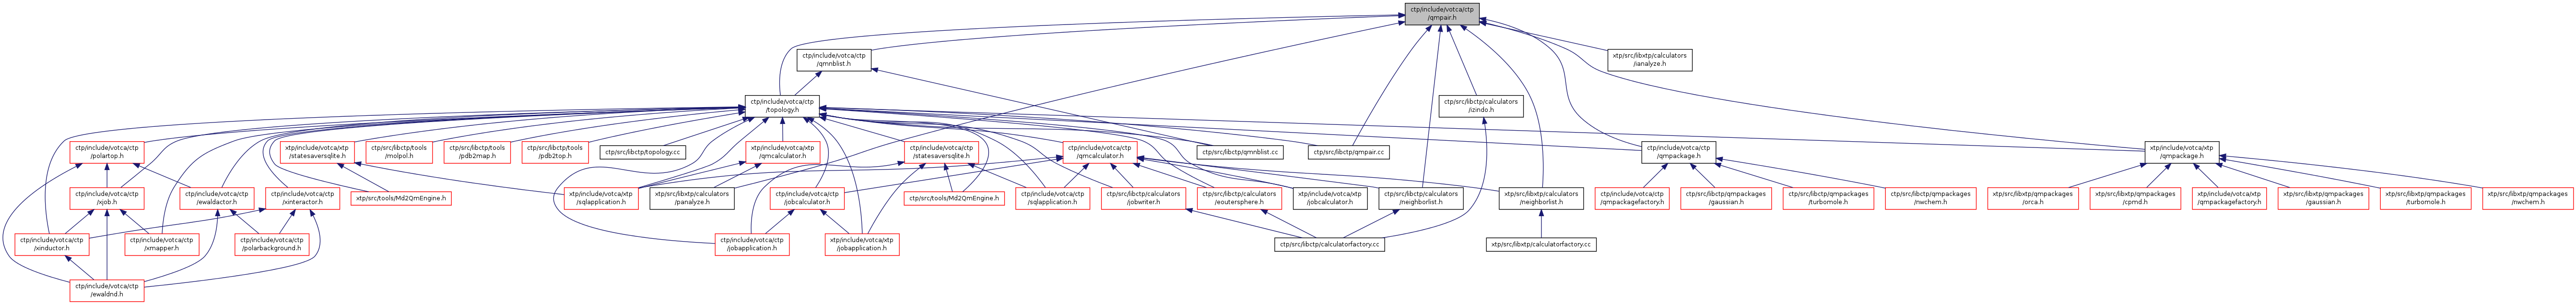 ctp/include/votca/ctp
/qmpair.h
ctp/include/votca/ctp
/qmnblist.h
xtp/src/libxtp/calculators
/ianalyze.h
ctp/include/votca/ctp
/topology.h
ctp/src/libctp/calculators
/izindo.h
ctp/include/votca/ctp
/polartop.h
xtp/include/votca/xtp
/statesaversqlite.h
ctp/src/libctp/tools
/molpol.h
ctp/src/libctp/tools
/pdb2map.h
ctp/src/libctp/tools
/pdb2top.h
ctp/src/libctp/topology.cc
xtp/include/votca/xtp
/qmcalculator.h
ctp/include/votca/ctp
/statesaversqlite.h
ctp/include/votca/ctp
/qmcalculator.h
ctp/src/libctp/qmnblist.cc
ctp/src/libctp/qmpair.cc
ctp/include/votca/ctp
/qmpackage.h
xtp/include/votca/xtp
/qmpackage.h
ctp/include/votca/ctp
/xjob.h
ctp/include/votca/ctp
/ewaldactor.h
ctp/include/votca/ctp
/xinteractor.h
xtp/src/tools/Md2QmEngine.h
xtp/include/votca/xtp
/sqlapplication.h
xtp/src/libxtp/calculators
/panalyze.h
ctp/include/votca/ctp
/jobcalculator.h
ctp/src/tools/Md2QmEngine.h
ctp/include/votca/ctp
/sqlapplication.h
ctp/src/libctp/calculators
/jobwriter.h
ctp/src/libctp/calculators
/eoutersphere.h
xtp/include/votca/xtp
/jobcalculator.h
ctp/src/libctp/calculators
/neighborlist.h
xtp/src/libxtp/calculators
/neighborlist.h
ctp/include/votca/ctp
/qmpackagefactory.h
ctp/src/libctp/qmpackages
/gaussian.h
ctp/src/libctp/qmpackages
/turbomole.h
ctp/src/libctp/qmpackages
/nwchem.h
xtp/src/libxtp/qmpackages
/orca.h
xtp/src/libxtp/qmpackages
/cpmd.h
xtp/include/votca/xtp
/qmpackagefactory.h
xtp/src/libxtp/qmpackages
/gaussian.h
xtp/src/libxtp/qmpackages
/turbomole.h
xtp/src/libxtp/qmpackages
/nwchem.h
ctp/include/votca/ctp
/xinductor.h
ctp/include/votca/ctp
/xmapper.h
ctp/include/votca/ctp
/polarbackground.h
ctp/include/votca/ctp
/jobapplication.h
xtp/include/votca/xtp
/jobapplication.h
ctp/src/libctp/calculatorfactory.cc
xtp/src/libxtp/calculatorfactory.cc
ctp/include/votca/ctp
/ewaldnd.h